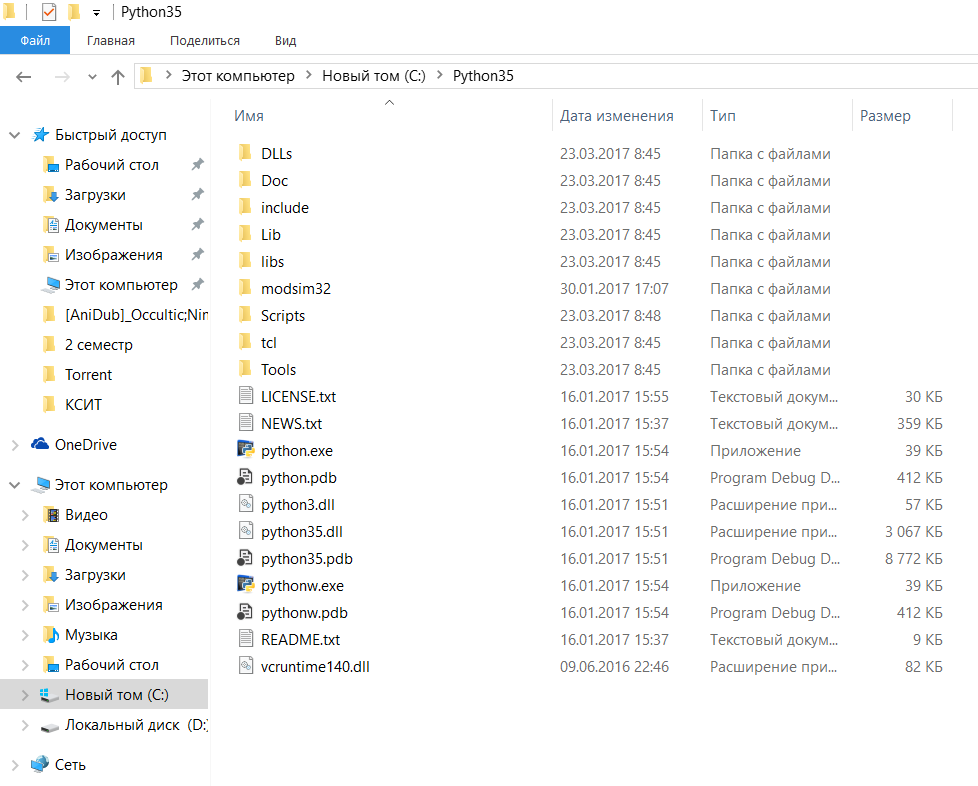 Python35
Файл Главная Поделиться Вид
Этот компьютер Новый том (C:) Python35
Имя Дата изменения Тип Размер
Быстрый доступ
Рабочий стол
Загрузки
Документы
Изображения
Этот компьютер
[AniDub]_Occultic;Nin
2 семестр
Torrent
КСИТ
OneDrive
Этот компьютер
Видео
Документы
Загрузки
Изображения
Музыка
Рабочий стол
Новый том (C:)
Локальный диск (D:)
Сеть
DLLs 23.03.2017 8:45 Папка с файлами
Doc 23.03.2017 8:45 Папка с файлами
include 23.03.2017 8:45 Папка с файлами
Lib 23.03.2017 8:45 Папка с файлами
libs 23.03.2017 8:45 Папка с файлами
modsim32 30.01.2017 17:07 Папка с файлами
Scripts 23.03.2017 8:48 Папка с файлами
tcl 23.03.2017 8:45 Папка с файлами
Tools 23.03.2017 8:45 Папка с файлами
LICENSE.txt 16.01.2017 15:55 Текстовый докум... 30 КБ
NEWS.txt 16.01.2017 15:37 Текстовый докум... 359 КБ
python.exe 16.01.2017 15:54 Приложение 39 КБ
python.pdb 16.01.2017 15:54 Program Debug D... 412 КБ
python3.dll 16.01.2017 15:51 Расширение при... 57 КБ
python35.dll 16.01.2017 15:51 Расширение при... 3 067 КБ
python35.pdb 16.01.2017 15:51 Program Debug D... 8 772 КБ
pythonw.exe 16.01.2017 15:54 Приложение 39 КБ
pythonw.pdb 16.01.2017 15:54 Program Debug D... 412 КБ
README.txt 16.01.2017 15:37 Текстовый докум... 9 КБ
vcruntime140.dll 09.06.2016 22:46 Расширение при... 82 КБ